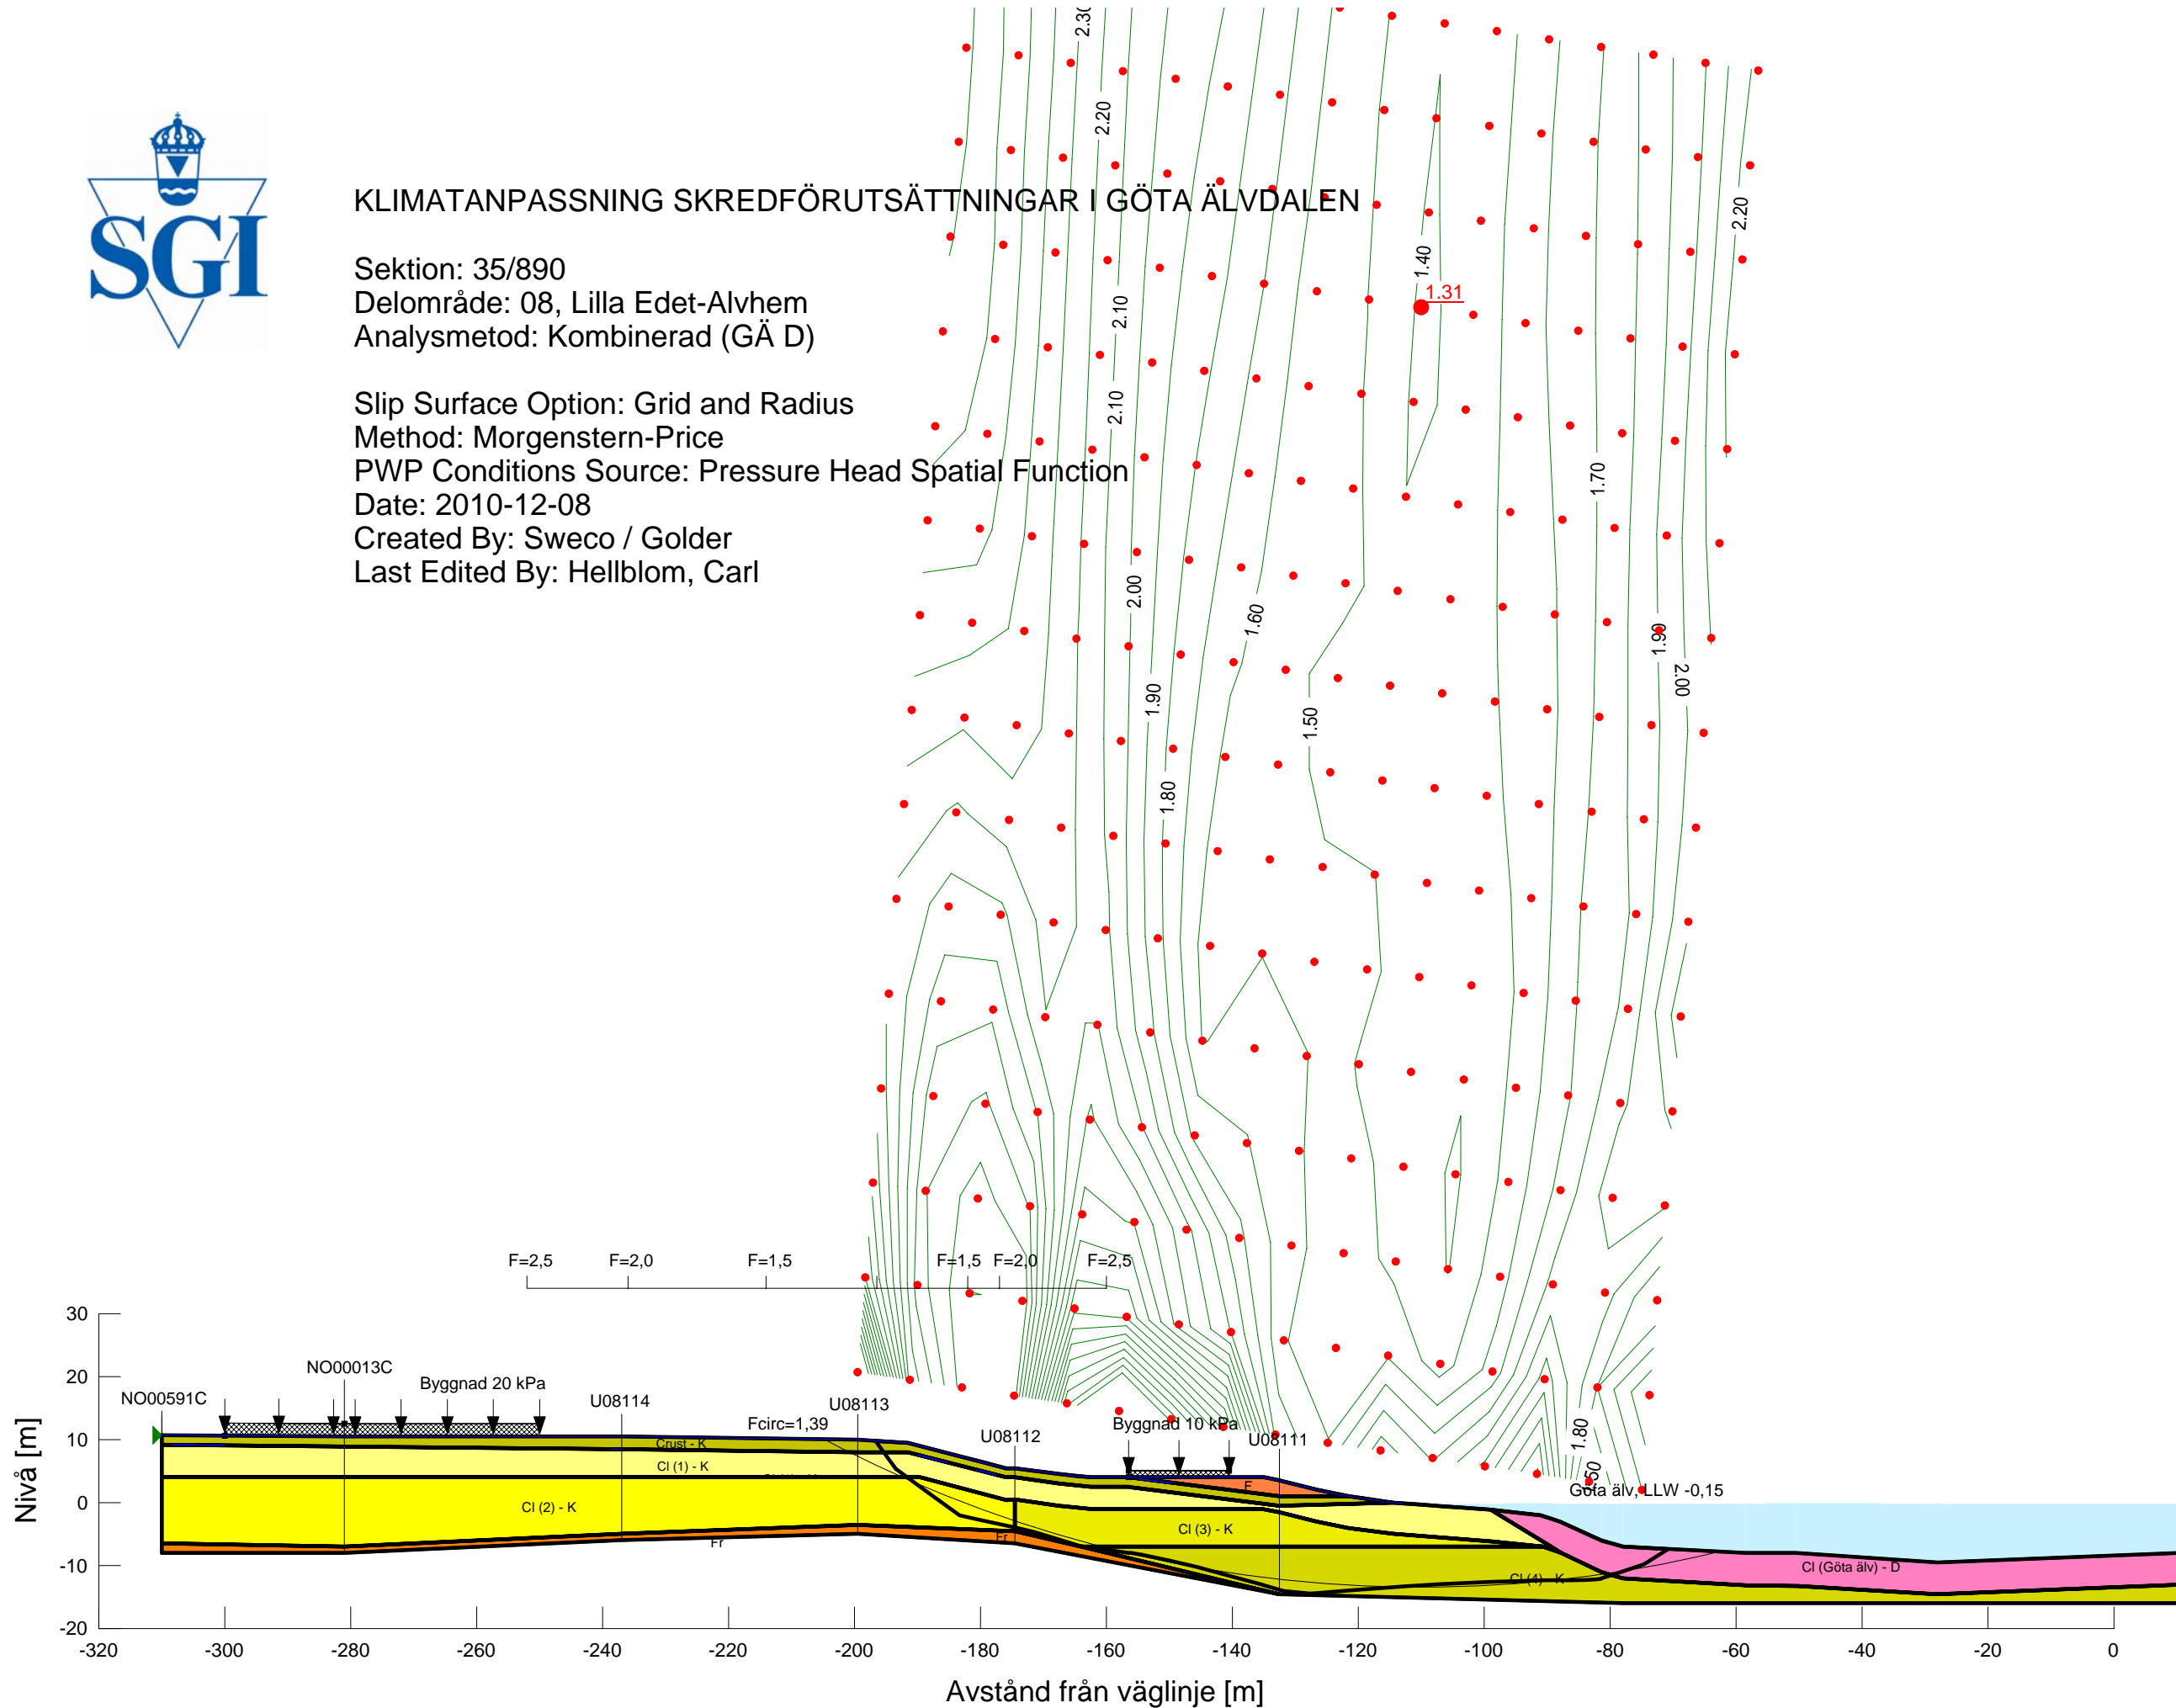 2.30
2.20
SGI
KLIMATANPASSNING SKREDFÖRUTSÄTTNINGAR I GÖTA ÄLVDALEN
2.20
Sektion: 35/890
Delområde: 08, Lilla Edet-Alvhem
Analysmetod: Kombinerad (GÄ D)
1.40
1.31
2.10
Slip Surface Option: Grid and Radius
Method: Morgenstern-Price
PWP Conditions Source: Pressure Head Spatial Function
Date: 2010-12-08
Created By: Sweco / Golder
Last Edited By: Hellblom, Carl
2.10
1.70
2.00
1.60
1.90
2.00
1.90
1.50
1.80
F=2,5
F=2,0
F=1,5
F=1,5
F=2,0
F=2,5
30
20
10
0
-10
-20
Nivå [m]
NO00591C
NO00013C
Byggnad 20 kPa
U08114
U08113
Fcirc=1,39
U08112
Byggnad 10 kPa
U08111
1.80
Göta älv, LLW -0,15
Crust - K
Cl (1) - K
Cl (2) - K
Fr
Fr
F
Cl (3) - K
Cl (4) - K
Cl (Göta älv) - D
-320
-300
-280
-260
-240
-220
-200
-180
-160
-140
-120
-100
-80
-60
-40
-20
0
Avstånd från väglinje [m]